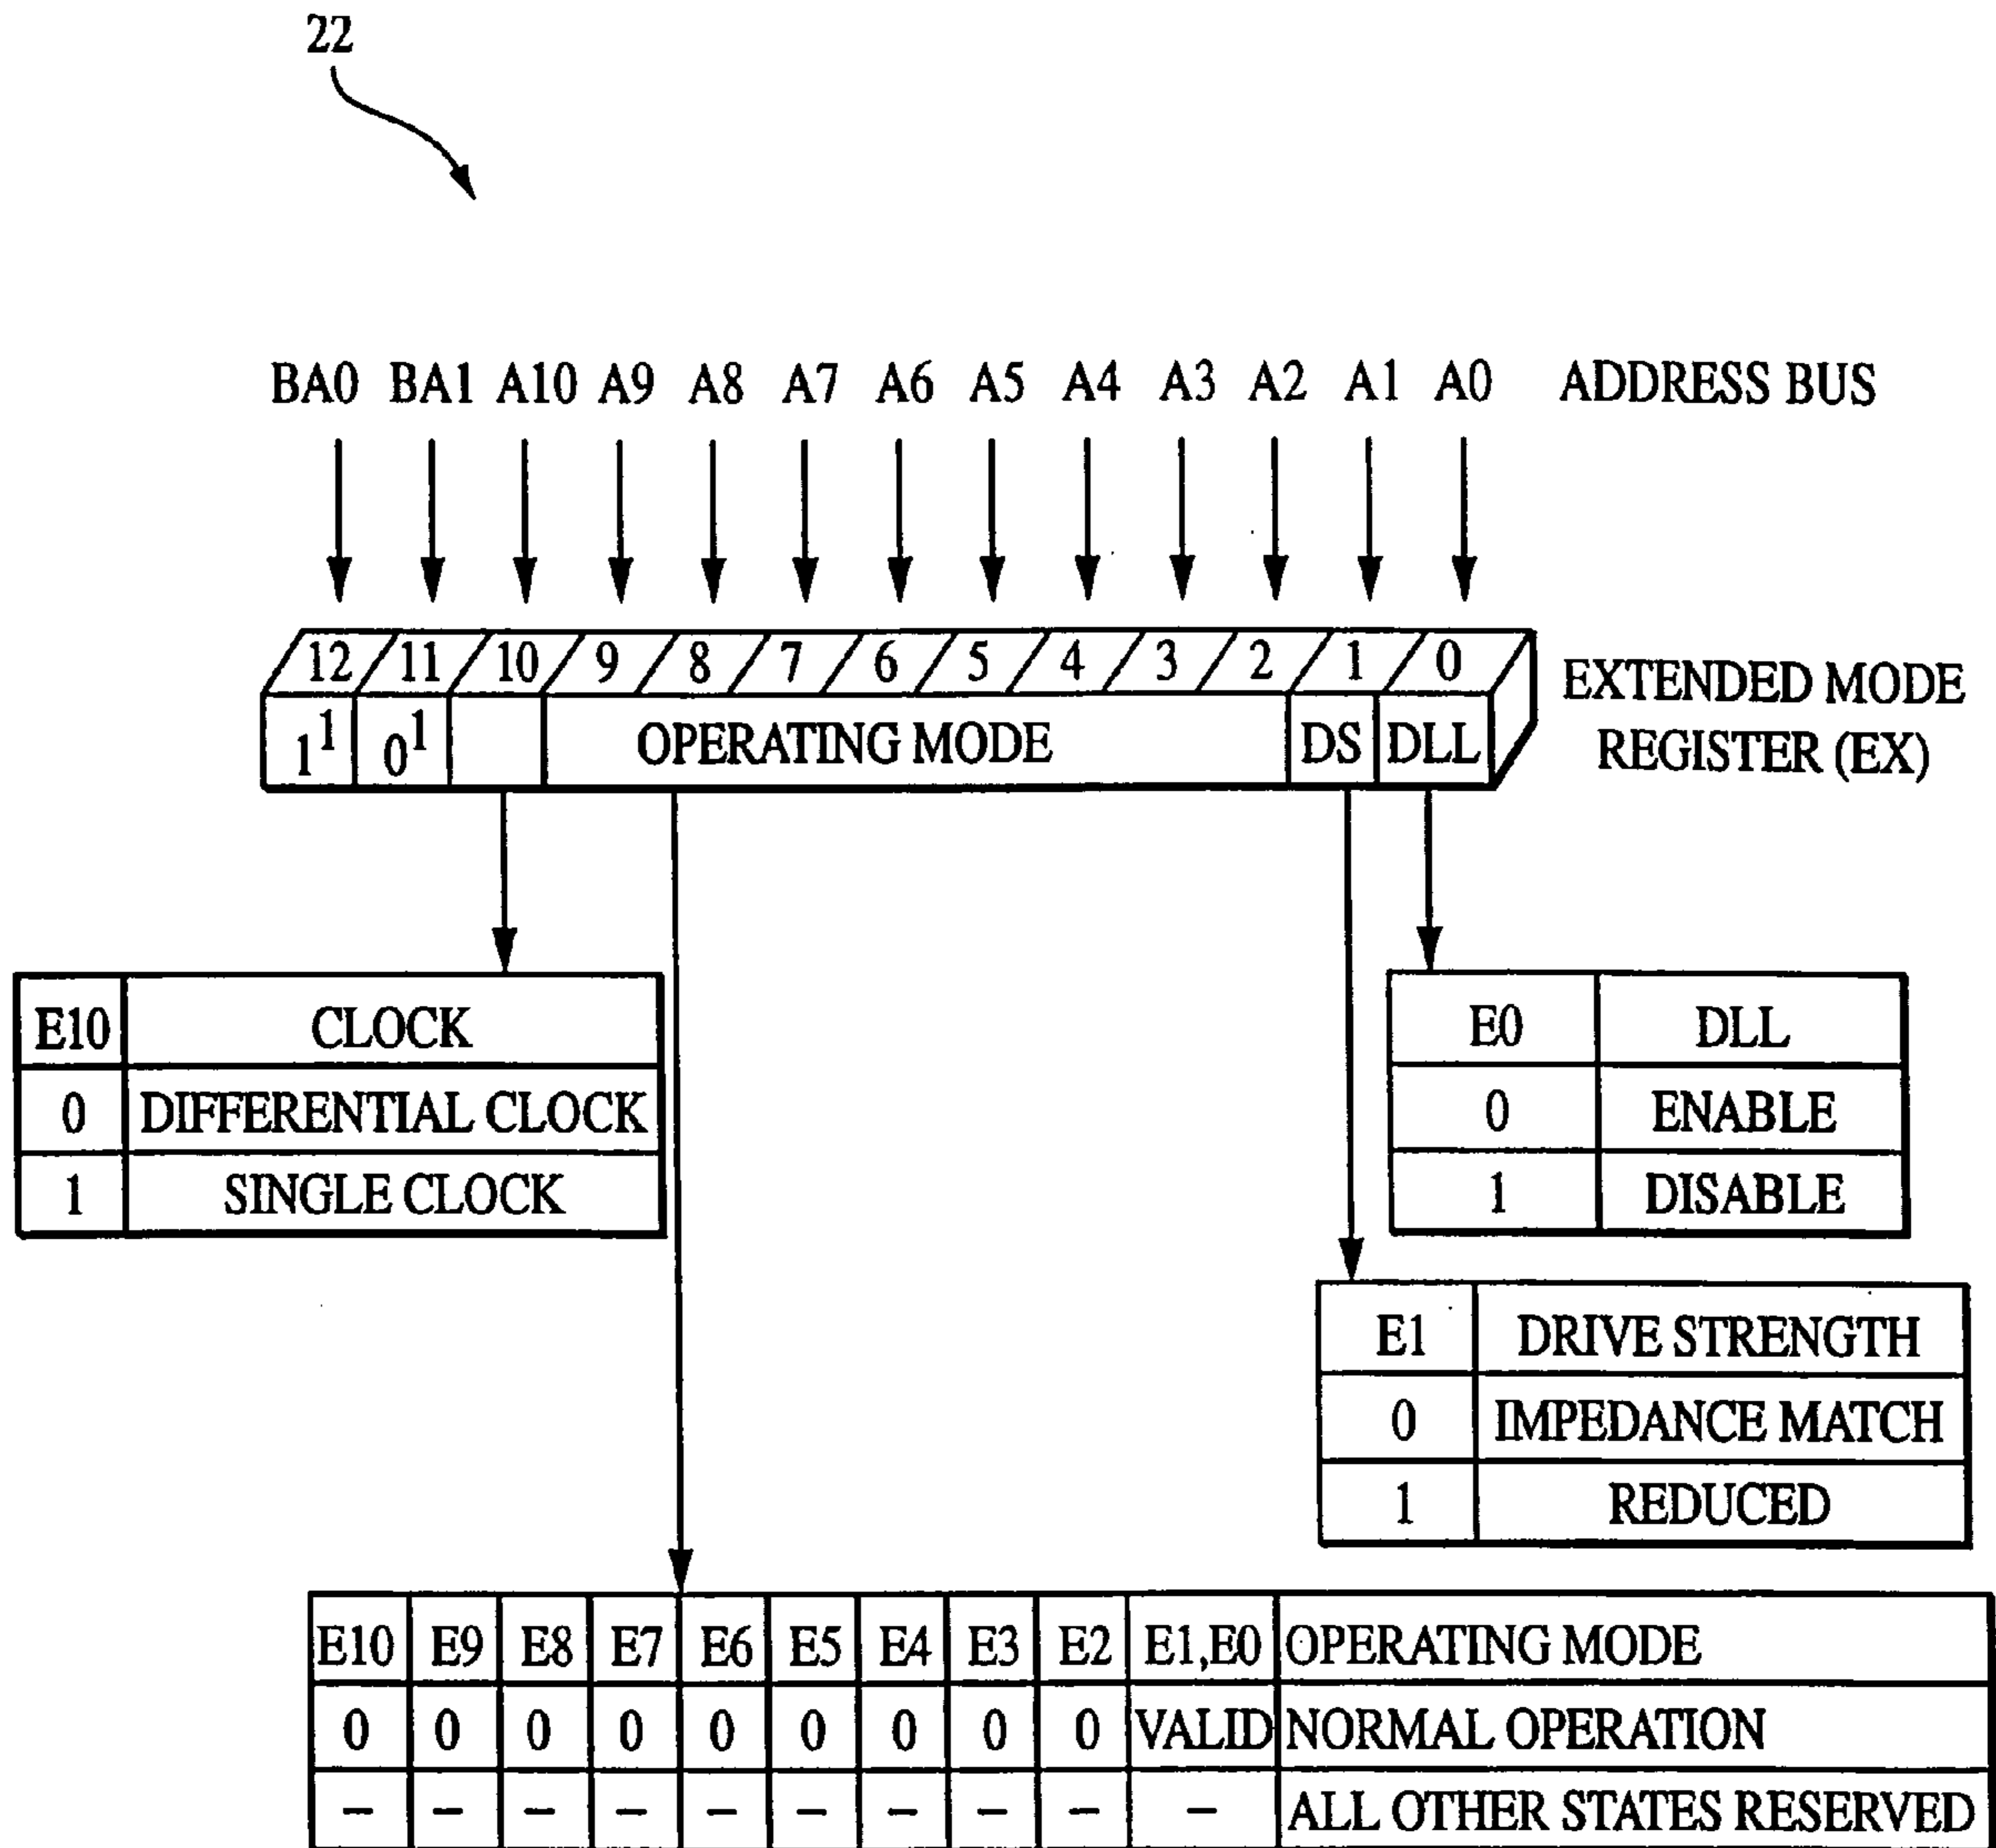 22
BA0 BA1 A10 A9 A8 A7 A6 A5 A4 A3 A2 A1 A0 ADDRESS BUS
12 11 10 9 8 7 6 5 4 3 2 1 0
1¹ 0¹ OPERATING MODE DS DLL
EXTENDED MODE
REGISTER (EX)
E10 CLOCK
0 DIFFERENTIAL CLOCK
1 SINGLE CLOCK
E0 DLL
0 ENABLE
1 DISABLE
E1 DRIVE STRENGTH
0 IMPEDANCE MATCH
1 REDUCED
E10 E9 E8 E7 E6 E5 E4 E3 E2 E1,E0 OPERATING MODE
0 0 0 0 0 0 0 0 0 VALID NORMAL OPERATION
– – – – – – – – – – ALL OTHER STATES RESERVED